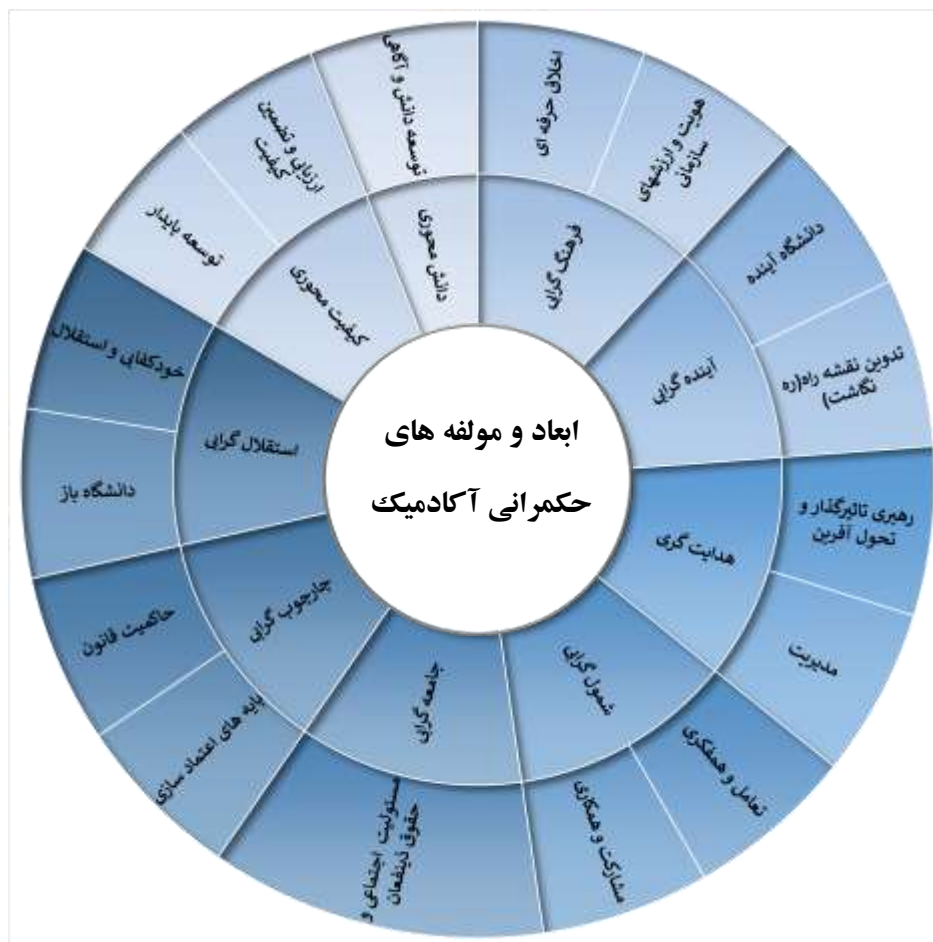 ابعاد و مولفه های
حکمرانی آکادمیک
فرهنگ گرایی
اخلاق حرفه ای
هویت و ارزشهای
سازمانی
آینده گرایی
دانشگاه آینده
تدوین نقشه راه(ره
نگاشت)
هدایت گری
رهبری تاثیرگذار و
تحول آفرین
مدیریت
شمول گرایی
تعامل و همفکری
مشارکت و همکاری
جامعه گرایی
مسئولیت اجتماعی و
حقوق ذینفعان
چارچوب گرایی
پایه های اعتماد سازی
حاکمیت قانون
استقلال گرایی
دانشگاه باز
خودکفایی و استقلال
کیفیت محوری
توسعه پایدار
ارزیابی و تضمین
کیفیت
دانش محوری
توسعه دانش و آگاهی